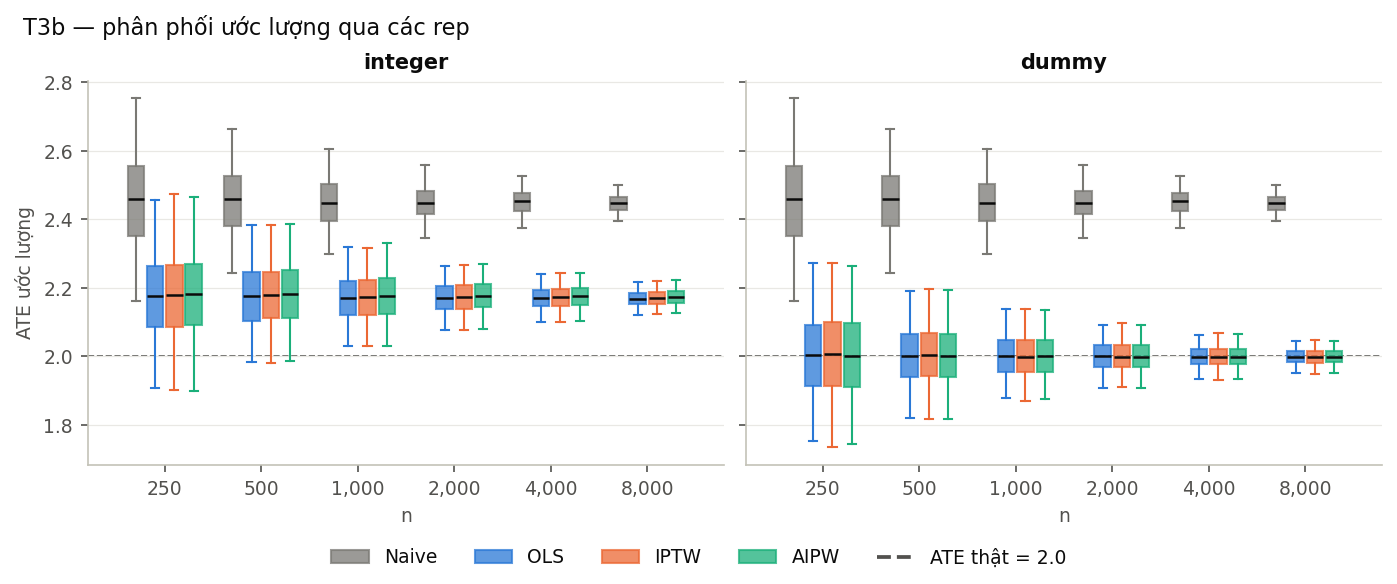 T3b — phân phối ước lượng qua các rep
integer
dummy
ATE ước lượng
2.8
2.6
2.4
2.2
2.0
1.8
250 500 1,000 2,000 4,000 8,000
250 500 1,000 2,000 4,000 8,000
n
n
Naive OLS IPTW AIPW ATE thật = 2.0